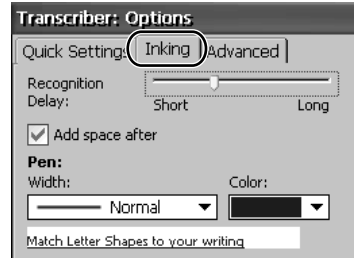 Transcriber: Options
Quick Settings Inking Advanced
Recognition
Delay: Short Long
Add space after
Pen:
Width: Color:
Normal
Match Letter Shapes to your writing